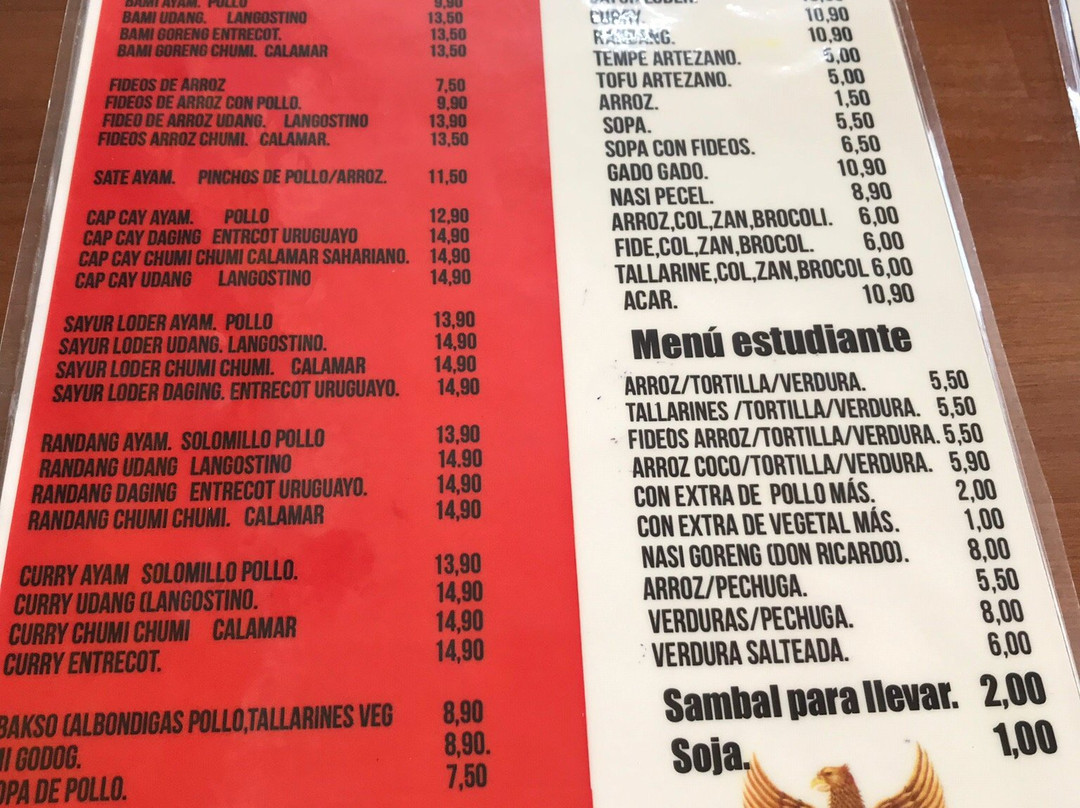 BAMI AYAM. POLLO 9,90
BAMI UDANG. LANGOSTINO 13,50
BAMI GORENG ENTRECOT. 13,50
BAMI GORENG CHUMI. CALAMAR 13,50
FIDEOS DE ARROZ 7,50
FIDEOS DE ARROZ CON POLLO. 9,90
FIDEO DE ARROZ UDANG. LANGOSTINO 13,90
FIDEOS ARROZ CHUMI. CALAMAR. 13,50
SATE AYAM. PINCHOS DE POLLO/ARROZ. 11,50
CAP CAY AYAM. POLLO 12,90
CAP CAY DAGING ENTRCOT URUGUAYO 14,90
CAP CAY CHUMI CHUMI CALAMAR SAHARIANO. 14,90
CAP CAY UDANG LANGOSTINO 14,90
SAYUR LODER AYAM. POLLO 13,90
SAYUR LODER UDANG. LANGOSTINO. 14,90
SAYUR LODER CHUMI CHUMI. CALAMAR 14,90
SAYUR LODER DAGING. ENTRECOT URUGUAYO. 14,90
RANDANG AYAM. SOLOMILLO POLLO 13,90
RANDANG UDANG LANGOSTINO 14.90
RANDANG DAGING ENTRECOT URUGUAYO. 14,90
RANDANG CHUMI CHUMI. CALAMAR 14,90
CURRY AYAM SOLOMILLO POLLO. 13,90
CURRY UDANG (LANGOSTINO. 14,90
CURRY CHUMI CHUMI CALAMAR 14,90
CURRY ENTRECOT. 14,90
BAKSO (ALBONDIGAS POLLO,TALLARINES VEG 8,90
GODOG. 8,90.
DE POLLO. 7,50
SAYUR LODER.
CURRY. 10,90
RANDANG. 10,90
TEMPE ARTEZANO. 5,00
TOFU ARTEZANO. 5,00
ARROZ. 1,50
SOPA. 5,50
SOPA CON FIDEOS. 6,50
GADO GADO. 10,90
NASI PECEL. 8,90
ARROZ,COL,ZAN,BROCOLI. 6,00
FIDE,COL,ZAN,BROCOL. 6,00
TALLARINE,COL,ZAN,BROCOL 6,00
ACAR. 10,90
Menú estudiante
ARROZ/TORTILLA/VERDURA. 5,50
TALLARINES /TORTILLA/VERDURA. 5,50
FIDEOS ARROZ/TORTILLA/VERDURA. 5,50
ARROZ COCO/TORTILLA/VERDURA. 5,90
CON EXTRA DE POLLO MÁS. 2,00
CON EXTRA DE VEGETAL MÁS. 1,00
NASI GORENG (DON RICARDO). 8,00
ARROZ/PECHUGA. 5,50
VERDURAS/PECHUGA. 8,00
VERDURA SALTEADA. 6,00
Sambal para llevar. 2,00
Soja. 1,00